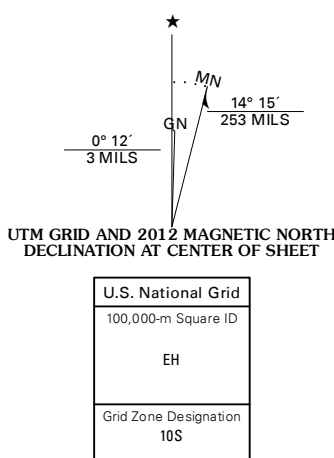 MN
GN
14° 15´
253 MILS
0° 12´
3 MILS
UTM GRID AND 2012 MAGNETIC NORTH
DECLINATION AT CENTER OF SHEET
U.S. National Grid
100,000-m Square ID
EH
Grid Zone Designation
10S